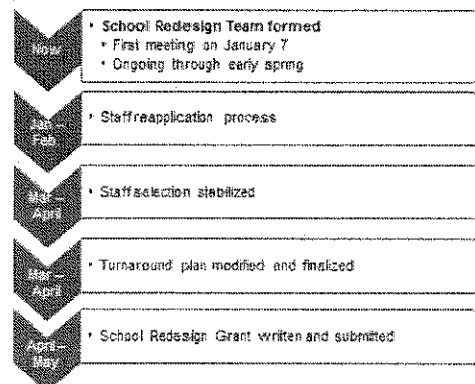 Now
• School Redesign Team formed
• First meeting on January 7
• Ongoing through early spring
Jan –
Feb
• Staff reapplication process
Mar –
April
• Staff selection stabilized
Mar –
April
• Turnaround plan modified and finalized
April –
May
• School Redesign Grant written and submitted